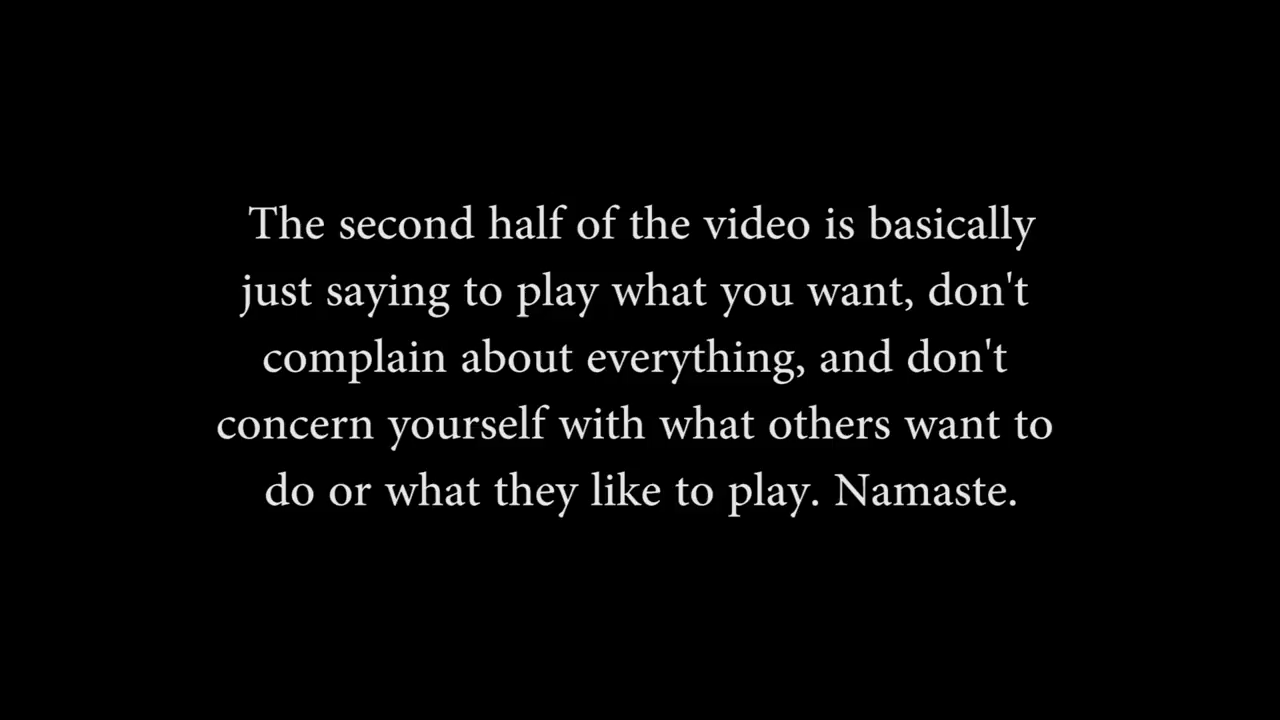 The second half of the video is basically
just saying to play what you want, don't
complain about everything, and don't
concern yourself with what others want to
do or what they like to play. Namaste.